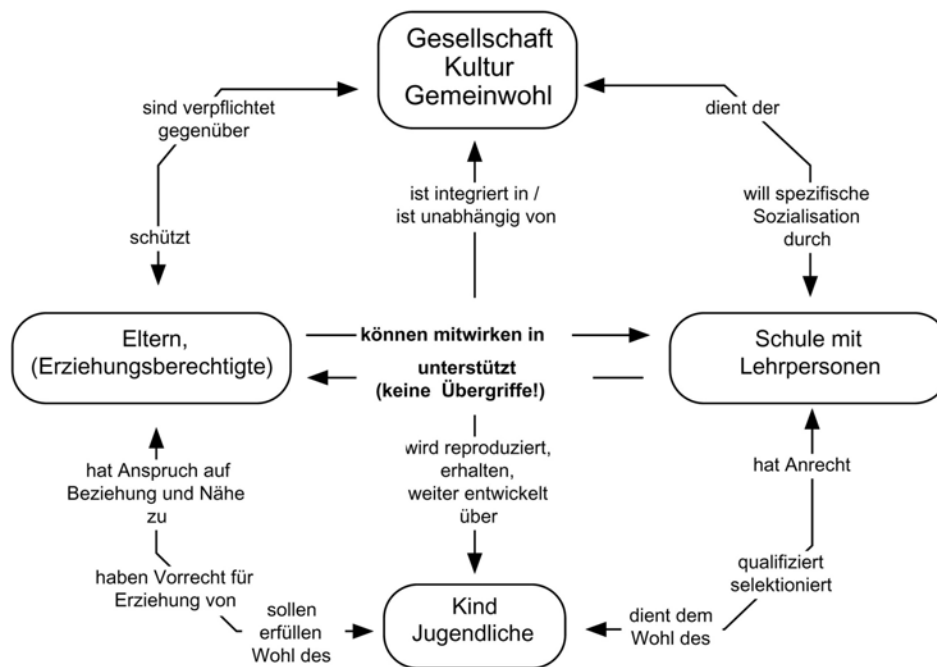 Gesellschaft
Kultur
Gemeinwohl
sind verpflichtet
gegenüber
dient der
ist integriert in /
ist unabhängig von
will spezifische
Sozialisation
durch
schützt
Eltern,
(Erziehungsberechtigte)
können mitwirken in
unterstützt
(keine Übergriffe!)
Schule mit
Lehrpersonen
hat Anspruch auf
Beziehung und Nähe
zu
wird reproduziert,
erhalten,
weiter entwickelt
über
hat Anrecht
haben Vorrecht für
Erziehung von
qualifiziert
selektioniert
sollen
erfüllen
Wohl des
Kind
Jugendliche
dient dem
Wohl des